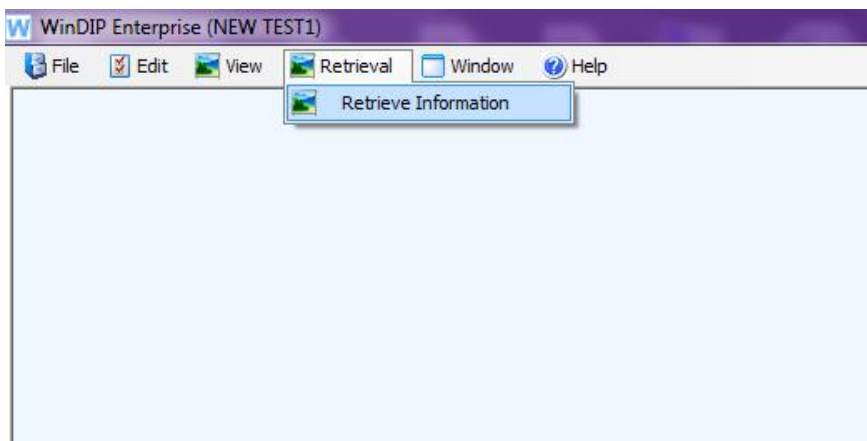 W WinDIP Enterprise (NEW TEST1)
File Edit View Retrieval Window Help
Retrieve Information